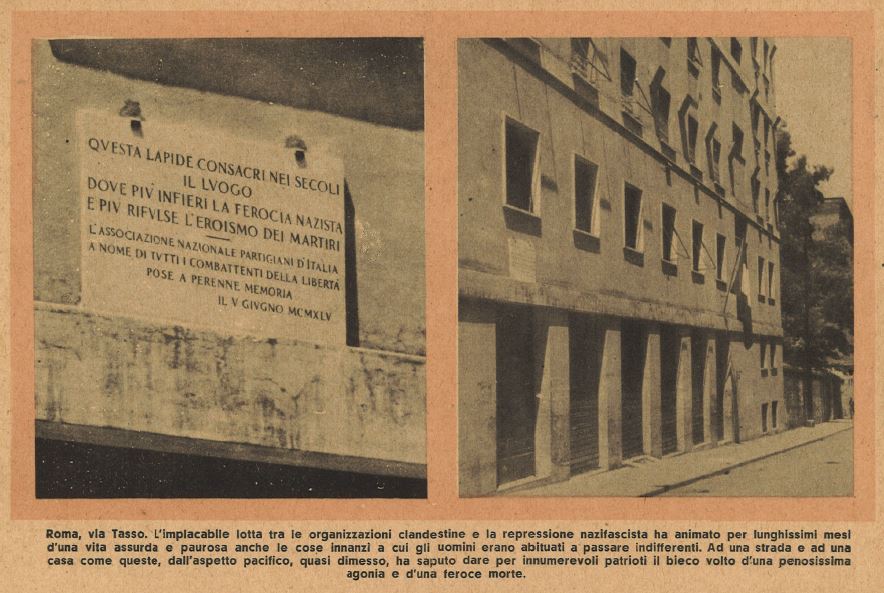 QVESTA LAPIDE CONSACRI NEI SECOLI
IL LVOGO
DOVE PIV INFIERI LA FEROCIA NAZISTA
E PIV RIFVLSE L'EROISMO DEI MARTIRI
L'ASSOCIAZIONE NAZIONALE PARTIGIANI D'ITALIA
A NOME DI TVTTI I COMBATTENTI DELLA LIBERTÀ
POSE A PERENNE MEMORIA
IL V GIVGNO MCMXLV
Roma, via Tasso. L'implacabile lotta tra le organizzazioni clandestine e la repressione nazifascista ha animato per lunghissimi mesi
d'una vita assurda e paurosa anche le cose innanzi a cui gli uomini erano abituati a passare indifferenti. Ad una strada e ad una
casa come queste, dall'aspetto pacifico, quasi dimesso, ha saputo dare per innumerevoli patrioti il bieco volto d'una penosissima
agonia e d'una feroce morte.